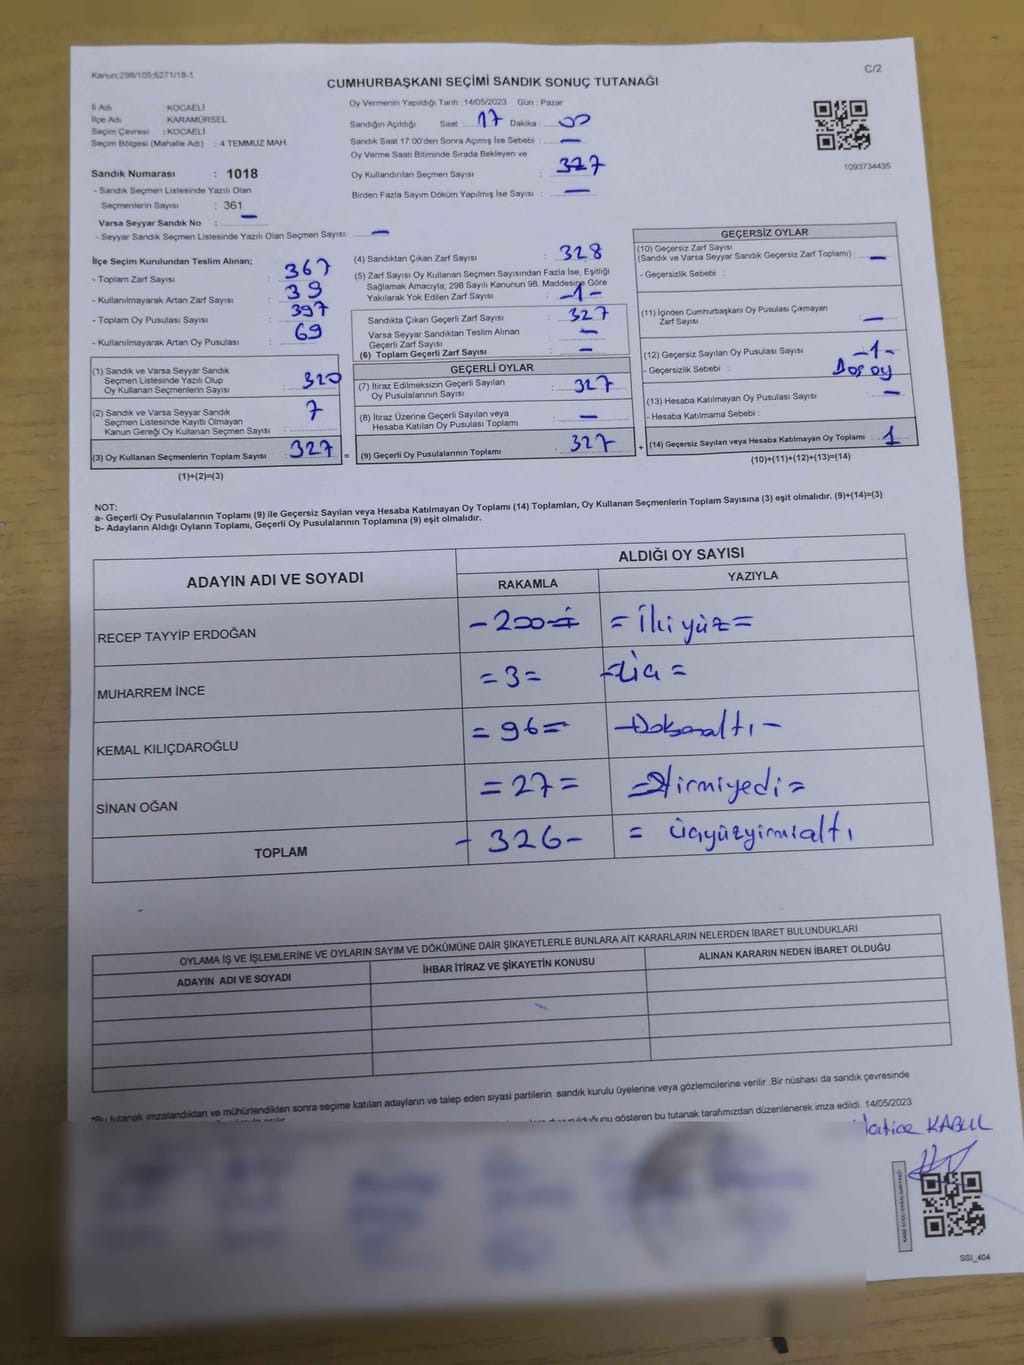 Kanun:298/105:6271/18-1
C/2
CUMHURBAŞKANI SEÇİMİ SANDIK SONUÇ TUTANAĞI
İl Adı : KOCAELİ
İlçe Adı : KARAMÜRSEL
Seçim Çevresi : KOCAELİ
Seçim Bölgesi (Mahalle Adı) : 4 TEMMUZ MAH.
Sandık Numarası : 1018
- Sandık Seçmen Listesinde Yazılı Olan
Seçmenlerin Sayısı : 361
Varsa Seyyar Sandık No : —
- Seyyar Sandık Seçmen Listesinde Yazılı Olan Seçmen Sayısı: —
Oy Vermenin Yapıldığı Tarih : 14/05/2023 Gün : Pazar
Sandığın Açıldığı Saat : 17 Dakika : 00
Sandık Saat 17:00'den Sonra Açımış İse Sebebi : —
Oy Verme Saati Bitiminde Sırada Bekleyen ve
Oy Kullandırılan Seçmen Sayısı : 327
Birden Fazla Sayım Döküm Yapılmış İse Sayısı : —
1093734435
İlçe Seçim Kurulundan Teslim Alınan;
- Toplam Zarf Sayısı : 367
- Kullanılmayarak Artan Zarf Sayısı : 39
- Toplam Oy Pusulası Sayısı : 397
- Kullanılmayarak Artan Oy Pusulası : 69
(1) Sandık ve Varsa Seyyar Sandık
Seçmen Listesinde Yazılı Olup
Oy Kullanan Seçmenlerin Sayısı : 320
(2) Sandık ve Varsa Seyyar Sandık
Seçmen Listesinde Kayıtlı Olmayan
Kanun Gereği Oy Kullanan Seçmen Sayısı : 7
(3) Oy Kullanan Seçmenlerin Toplam Sayısı : 327
(1)+(2)=(3)
(4) Sandıktan Çıkan Zarf Sayısı : 328
(5) Zarf Sayısı Oy Kullanan Seçmen Sayısından Fazla İse, Eşitliği
Sağlamak Amacıyla; 298 Sayılı Kanunun 98. Maddesine Göre
Yakılarak Yok Edilen Zarf Sayısı : -1-
Sandıkta Çıkan Geçerli Zarf Sayısı : 327
Varsa Seyyar Sandıktan Teslim Alınan
Geçerli Zarf Sayısı : —
(6) Toplam Geçerli Zarf Sayısı : —
GEÇERLİ OYLAR
(7) İtiraz Edilmeksizin Geçerli Sayılan
Oy Pusulalarının Sayısı : 327
(8) İtiraz Üzerine Geçerli Sayılan veya
Hesaba Katılan Oy Pusulası Toplamı : —
= (9) Geçerli Oy Pusulalarının Toplamı : 327
GEÇERSİZ OYLAR
(10) Geçersiz Zarf Sayısı
(Sandık ve Varsa Seyyar Sandık Geçersiz Zarf Toplamı) : —
- Geçersizlik Sebebi :
(11) İçinden Cumhurbaşkanı Oy Pusulası Çıkmayan
Zarf Sayısı : —
(12) Geçersiz Sayılan Oy Pusulası Sayısı : -1-
- Geçersizlik Sebebi : Boş oy
(13) Hesaba Katılmayan Oy Pusulası Sayısı : —
- Hesaba Katılmama Sebebi :
+ (14) Geçersiz Sayılan veya Hesaba Katılmayan Oy Toplamı : 1
(10)+(11)+(12)+(13)=(14)
NOT:
a- Geçerli Oy Pusulalarının Toplamı (9) ile Geçersiz Sayılan veya Hesaba Katılmayan Oy Toplamı (14) Toplamları, Oy Kullanan Seçmenlerin Toplam Sayısına (3) eşit olmalıdır. (9)+(14)=(3)
b- Adayların Aldığı Oyların Toplamı, Geçerli Oy Pusulalarının Toplamına (9) eşit olmalıdır.
ADAYIN ADI VE SOYADI
ALDIĞI OY SAYISI
RAKAMLA YAZIYLA
RECEP TAYYİP ERDOĞAN - 200 = = İkiyüz =
MUHARREM İNCE = 3 = - Üç =
KEMAL KILIÇDAROĞLU = 96 = - Doksanaltı -
SİNAN OĞAN = 27 = = Yirmiyedi =
TOPLAM - 326 - = Üçyüzyirmialtı
OYLAMA İŞ VE İŞLEMLERİNE VE OYLARIN SAYIM VE DÖKÜMÜNE DAİR ŞİKAYETLERLE BUNLARA AİT KARARLARIN NELERDEN İBARET BULUNDUKLARI
ADAYIN ADI VE SOYADI İHBAR İTİRAZ VE ŞİKAYETİN KONUSU ALINAN KARARIN NEDEN İBARET OLDUĞU
*Bu tutanak imzalandıktan ve mühürlendikten sonra seçime katılan adayların ve talep eden siyasi partilerin sandık kurulu üyelerine veya gözlemcilerine verilir .Bir nüshası da sandık çevresinde
olduğunu gösteren bu tutanak tarafımızdan düzenlenerek imza edildi. 14/05/2023
Hatice KABUL
SSI_404